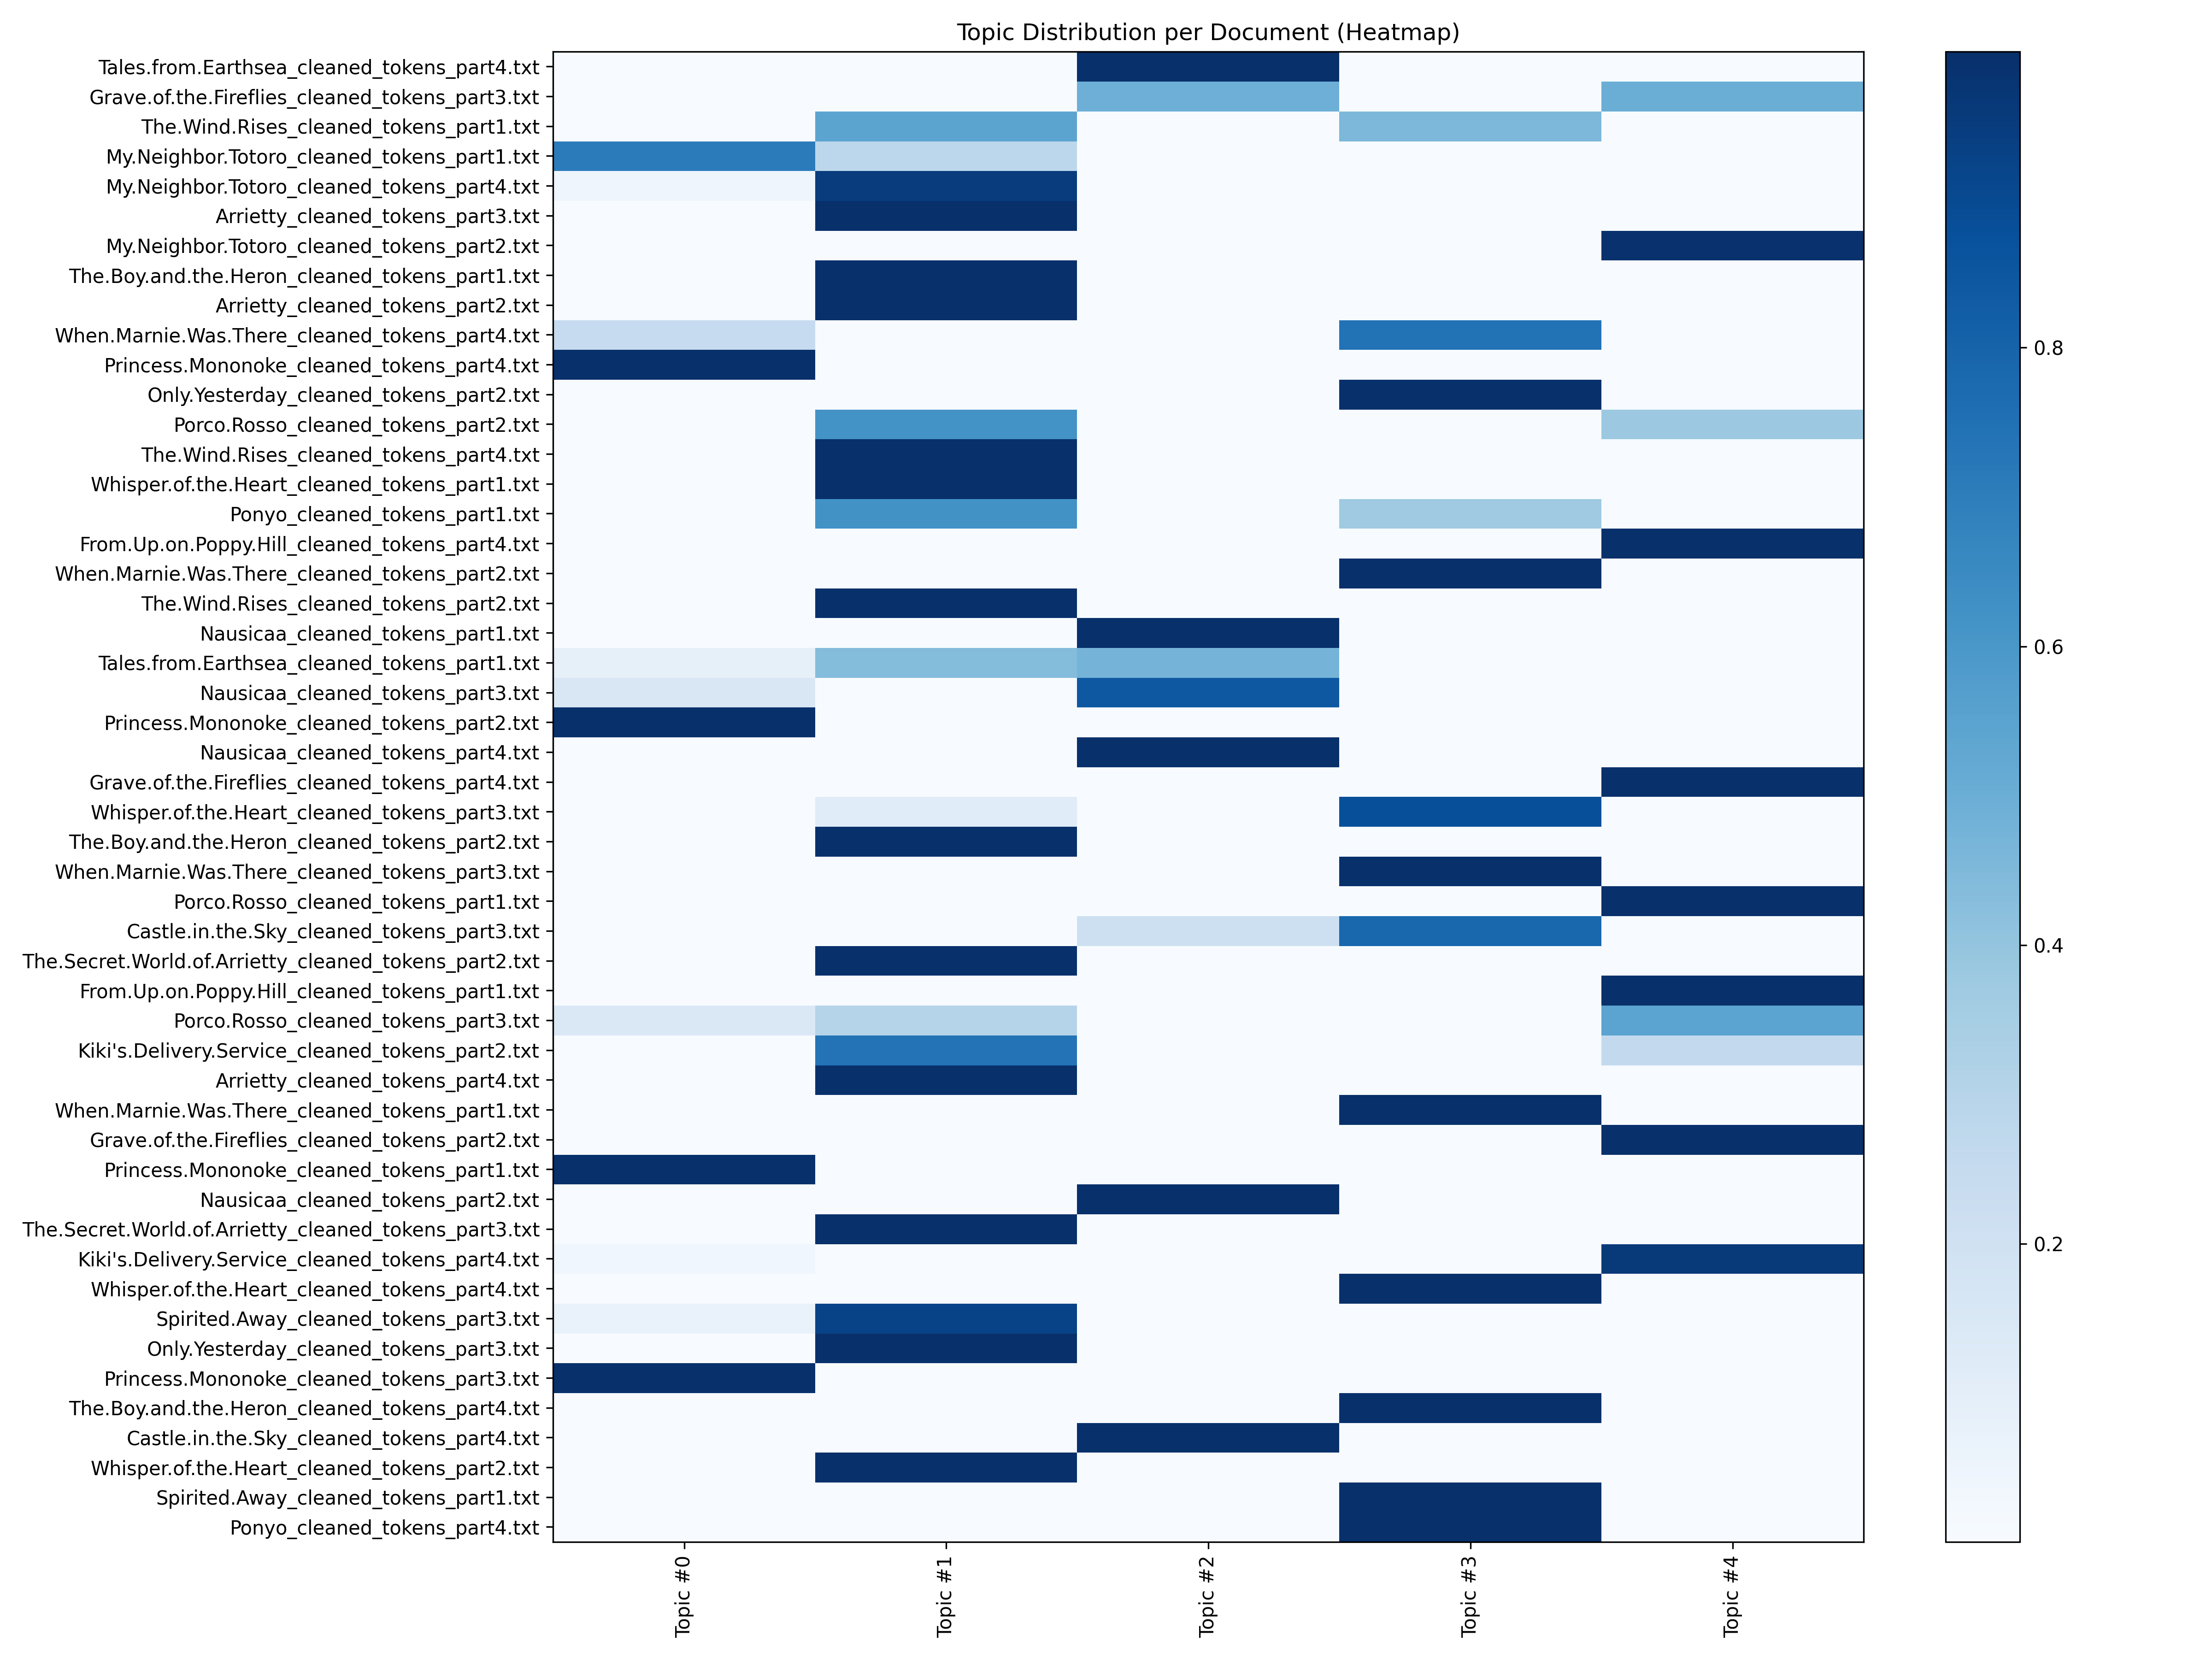 Topic Distribution per Document (Heatmap)
Tales.from.Earthsea_cleaned_tokens_part4.txt
Grave.of.the.Fireflies_cleaned_tokens_part3.txt
The.Wind.Rises_cleaned_tokens_part1.txt
My.Neighbor.Totoro_cleaned_tokens_part1.txt
My.Neighbor.Totoro_cleaned_tokens_part4.txt
Arrietty_cleaned_tokens_part3.txt
My.Neighbor.Totoro_cleaned_tokens_part2.txt
The.Boy.and.the.Heron_cleaned_tokens_part1.txt
Arrietty_cleaned_tokens_part2.txt
When.Marnie.Was.There_cleaned_tokens_part4.txt
Princess.Mononoke_cleaned_tokens_part4.txt
Only.Yesterday_cleaned_tokens_part2.txt
Porco.Rosso_cleaned_tokens_part2.txt
The.Wind.Rises_cleaned_tokens_part4.txt
Whisper.of.the.Heart_cleaned_tokens_part1.txt
Ponyo_cleaned_tokens_part1.txt
From.Up.on.Poppy.Hill_cleaned_tokens_part4.txt
When.Marnie.Was.There_cleaned_tokens_part2.txt
The.Wind.Rises_cleaned_tokens_part2.txt
Nausicaa_cleaned_tokens_part1.txt
Tales.from.Earthsea_cleaned_tokens_part1.txt
Nausicaa_cleaned_tokens_part3.txt
Princess.Mononoke_cleaned_tokens_part2.txt
Nausicaa_cleaned_tokens_part4.txt
Grave.of.the.Fireflies_cleaned_tokens_part4.txt
Whisper.of.the.Heart_cleaned_tokens_part3.txt
The.Boy.and.the.Heron_cleaned_tokens_part2.txt
When.Marnie.Was.There_cleaned_tokens_part3.txt
Porco.Rosso_cleaned_tokens_part1.txt
Castle.in.the.Sky_cleaned_tokens_part3.txt
The.Secret.World.of.Arrietty_cleaned_tokens_part2.txt
From.Up.on.Poppy.Hill_cleaned_tokens_part1.txt
Porco.Rosso_cleaned_tokens_part3.txt
Kiki's.Delivery.Service_cleaned_tokens_part2.txt
Arrietty_cleaned_tokens_part4.txt
When.Marnie.Was.There_cleaned_tokens_part1.txt
Grave.of.the.Fireflies_cleaned_tokens_part2.txt
Princess.Mononoke_cleaned_tokens_part1.txt
Nausicaa_cleaned_tokens_part2.txt
The.Secret.World.of.Arrietty_cleaned_tokens_part3.txt
Kiki's.Delivery.Service_cleaned_tokens_part4.txt
Whisper.of.the.Heart_cleaned_tokens_part4.txt
Spirited.Away_cleaned_tokens_part3.txt
Only.Yesterday_cleaned_tokens_part3.txt
Princess.Mononoke_cleaned_tokens_part3.txt
The.Boy.and.the.Heron_cleaned_tokens_part4.txt
Castle.in.the.Sky_cleaned_tokens_part4.txt
Whisper.of.the.Heart_cleaned_tokens_part2.txt
Spirited.Away_cleaned_tokens_part1.txt
Ponyo_cleaned_tokens_part4.txt
Topic #0
Topic #1
Topic #2
Topic #3
Topic #4
0.8
0.6
0.4
0.2